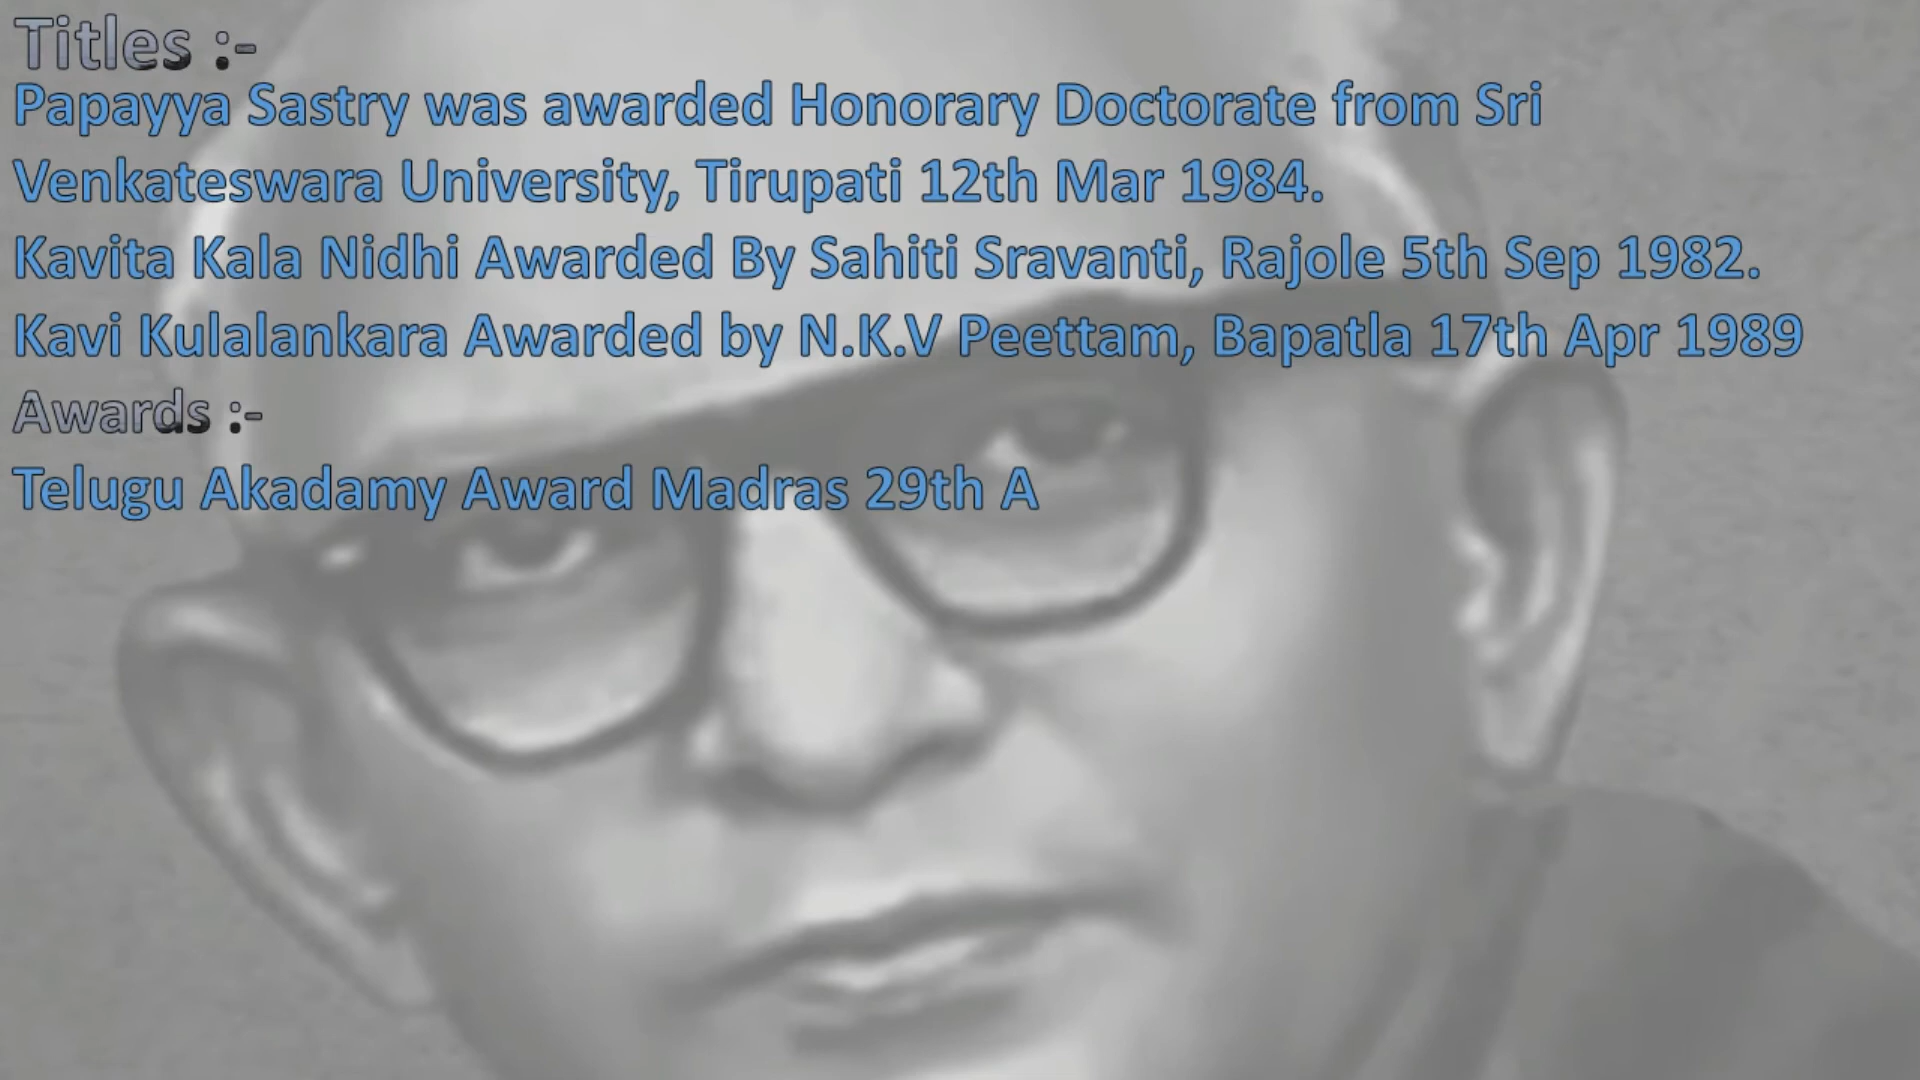 Titles :-
Papayya Sastry was awarded Honorary Doctorate from Sri
Venkateswara University, Tirupati 12th Mar 1984.
Kavita Kala Nidhi Awarded By Sahiti Sravanti, Rajole 5th Sep 1982.
Kavi Kulalankara Awarded by N.K.V Peettam, Bapatla 17th Apr 1989
Awards :-
Telugu Akadamy Award Madras 29th A